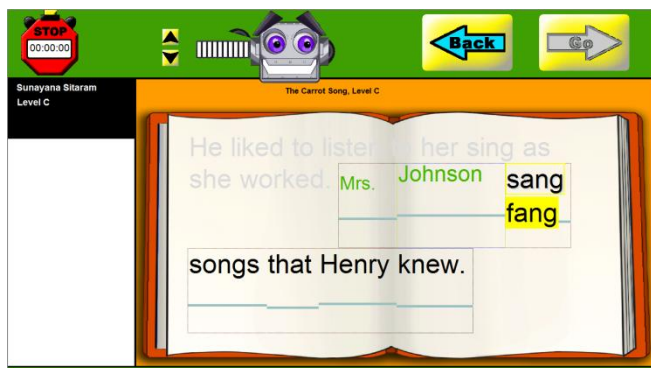 STOP
00:00:00
Back
Go
Sunayana Sitaram
Level C
The Carrot Song, Level C
He liked to listen to her sing as
she worked. Mrs. Johnson sang
fang
songs that Henry knew.